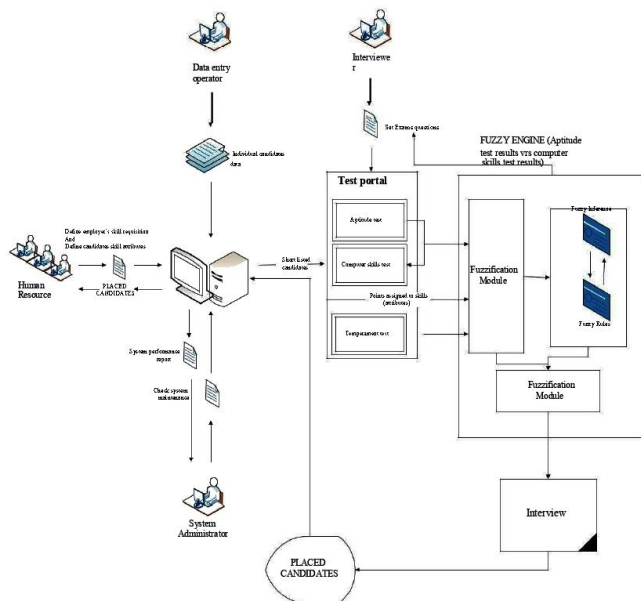 Data entry
operator
Interviewe
r
Individual candidates
data
Set Exams questions
FUZZY ENGINE (Aptitude
test results vrs computer
skills test results)
Test portal
Aptitude test
Computer skills test
Temperament test
Define employer's skill requisition
And
Define candidates skill attributes
PLACED
CANDIDATES
Human
Resource
Short listed
candidates
Points assigned to skills
(attributes)
Fuzzification
Module
Fuzzy Inference
Fuzzy Rules
Fuzzification
Module
System performance
report
Check system
maintenance
System
Administrator
Interview
PLACED
CANDIDATES